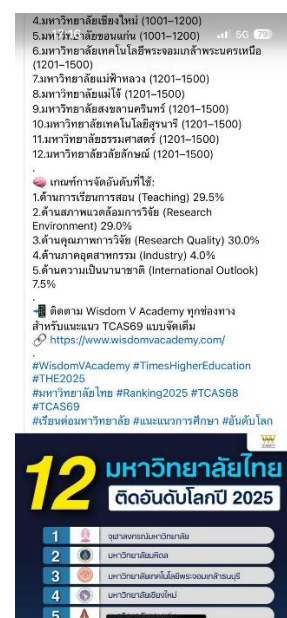 4.มหาวิทยาลัยเชียงใหม่ (1001–1200)
5.มหาวิทยาลัยขอนแก่น (1001–1200)
5G 79
6.มหาวิทยาลัยเทคโนโลยีพระจอมเกล้าพระนครเหนือ
(1201–1500)
7.มหาวิทยาลัยแม่ฟ้าหลวง (1201–1500)
8.มหาวิทยาลัยแม่โจ้ (1201–1500)
9.มหาวิทยาลัยสงขลานครินทร์ (1201–1500)
10.มหาวิทยาลัยเทคโนโลยีสุรนารี (1201–1500)
11.มหาวิทยาลัยธรรมศาสตร์ (1201–1500)
12.มหาวิทยาลัยวลัยลักษณ์ (1201–1500)
.
🧠 เกณฑ์การจัดอันดับที่ใช้:
1.ด้านการเรียนการสอน (Teaching) 29.5%
2.ด้านสภาพแวดล้อมการวิจัย (Research
Environment) 29.0%
3.ด้านคุณภาพการวิจัย (Research Quality) 30.0%
4.ด้านภาคอุตสาหกรรม (Industry) 4.0%
5.ด้านความเป็นนานาชาติ (International Outlook)
7.5%
.
📲 ติดตาม Wisdom V Academy ทุกช่องทาง
สำหรับแนะแนว TCAS69 แบบจัดเต็ม
🔗 https://www.wisdomvacademy.com/
.
#WisdomVAcademy #TimesHigherEducation
#THE2025
#มหาวิทยาลัยไทย #Ranking2025 #TCAS68
#TCAS69
#เรียนต่อมหาวิทยาลัย #แนะแนวการศึกษา #อันดับโลก
12 มหาวิทยาลัยไทย
ติดอันดับโลกปี 2025
1 จุฬาลงกรณ์มหาวิทยาลัย
2 มหาวิทยาลัยมหิดล
3 มหาวิทยาลัยเทคโนโลยีพระจอมเกล้าธนบุรี
4 มหาวิทยาลัยเชียงใหม่
5